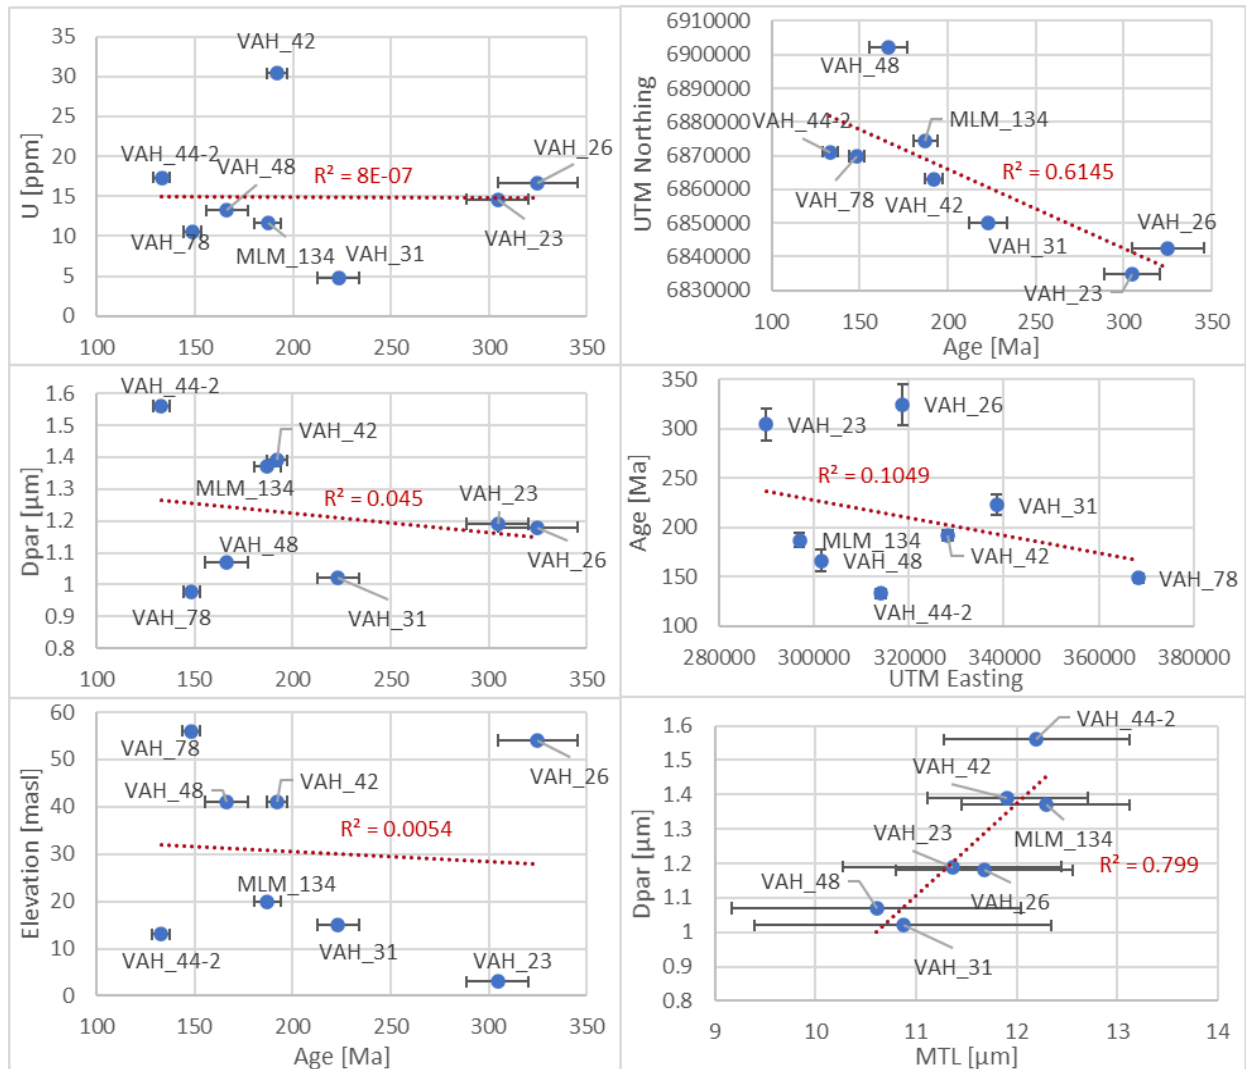 35
30
25
20
15
10
5
0
U [ppm]
VAH_42
VAH_44-2
VAH_48
R² = 8E-07
VAH_26
VAH_78
MLM_134
VAH_31
VAH_23
100 150 200 250 300 350
6910000
6900000
6890000
6880000
6870000
6860000
6850000
6840000
6830000
UTM Northing
VAH_48
VAH_44-2
MLM_134
R² = 0.6145
VAH_78
VAH_42
VAH_31
VAH_26
VAH_23
100 150 200 250 300 350
Age [Ma]
1.6
1.5
1.4
1.3
1.2
1.1
1
0.9
0.8
Dpar [µm]
VAH_44-2
VAH_42
MLM_134
R² = 0.045
VAH_23
VAH_48
VAH_26
VAH_78
VAH_31
100 150 200 250 300 350
350
300
250
200
150
100
Age [Ma]
VAH_26
VAH_23
R² = 0.1049
VAH_31
MLM_134
VAH_48
VAH_42
VAH_78
VAH_44-2
280000 300000 320000 340000 360000 380000
UTM Easting
60
50
40
30
20
10
0
Elevation [masl]
VAH_78
VAH_26
VAH_48
VAH_42
R² = 0.0054
MLM_134
VAH_31
VAH_44-2
VAH_23
100 150 200 250 300 350
Age [Ma]
1.6
1.5
1.4
1.3
1.2
1.1
1
0.9
0.8
Dpar [µm]
VAH_44-2
VAH_42
MLM_134
VAH_23
R² = 0.799
VAH_48
VAH_26
VAH_31
9 10 11 12 13 14
MTL [µm]